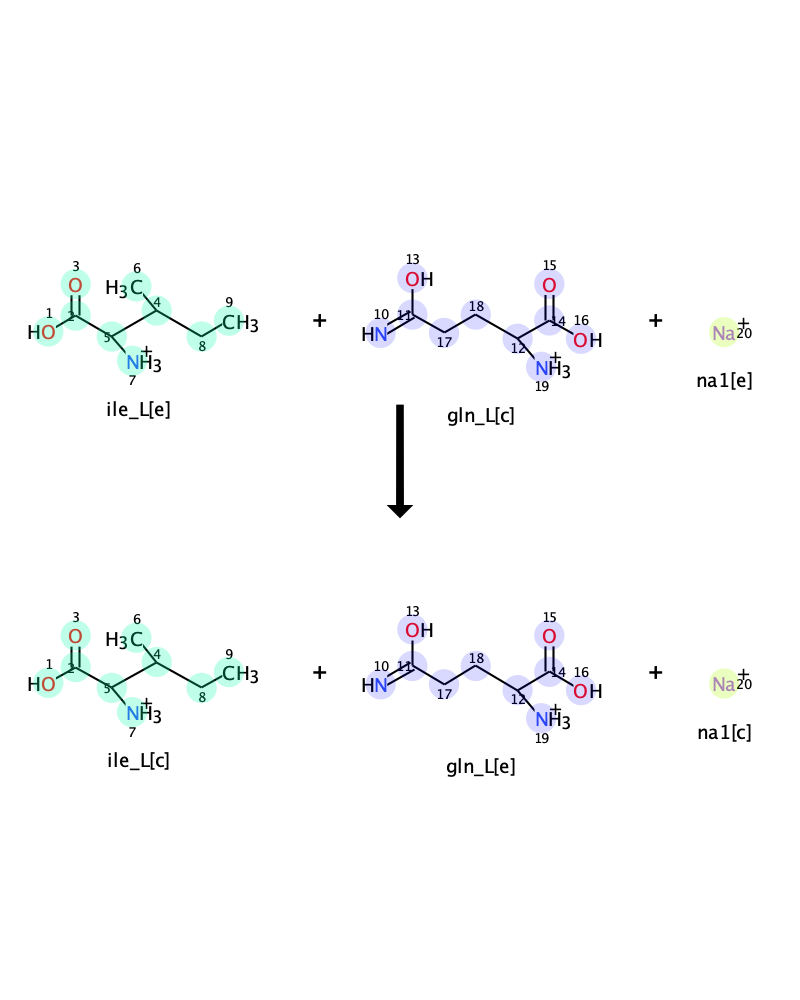 3 6 H3C 4 9 CH3 1 HO O 2 5 8 NH3 + 7
+
13 OH 10 HN 11 17 18 12 15 O 14 16 OH NH3 + 19
+
Na + 20
ile_L[e]
gln_L[c]
na1[e]
3 6 H3C 4 9 CH3 1 HO O 2 5 8 NH3 + 7
+
13 OH 10 HN 11 17 18 12 15 O 14 16 OH NH3 + 19
+
Na + 20
ile_L[c]
gln_L[e]
na1[c]